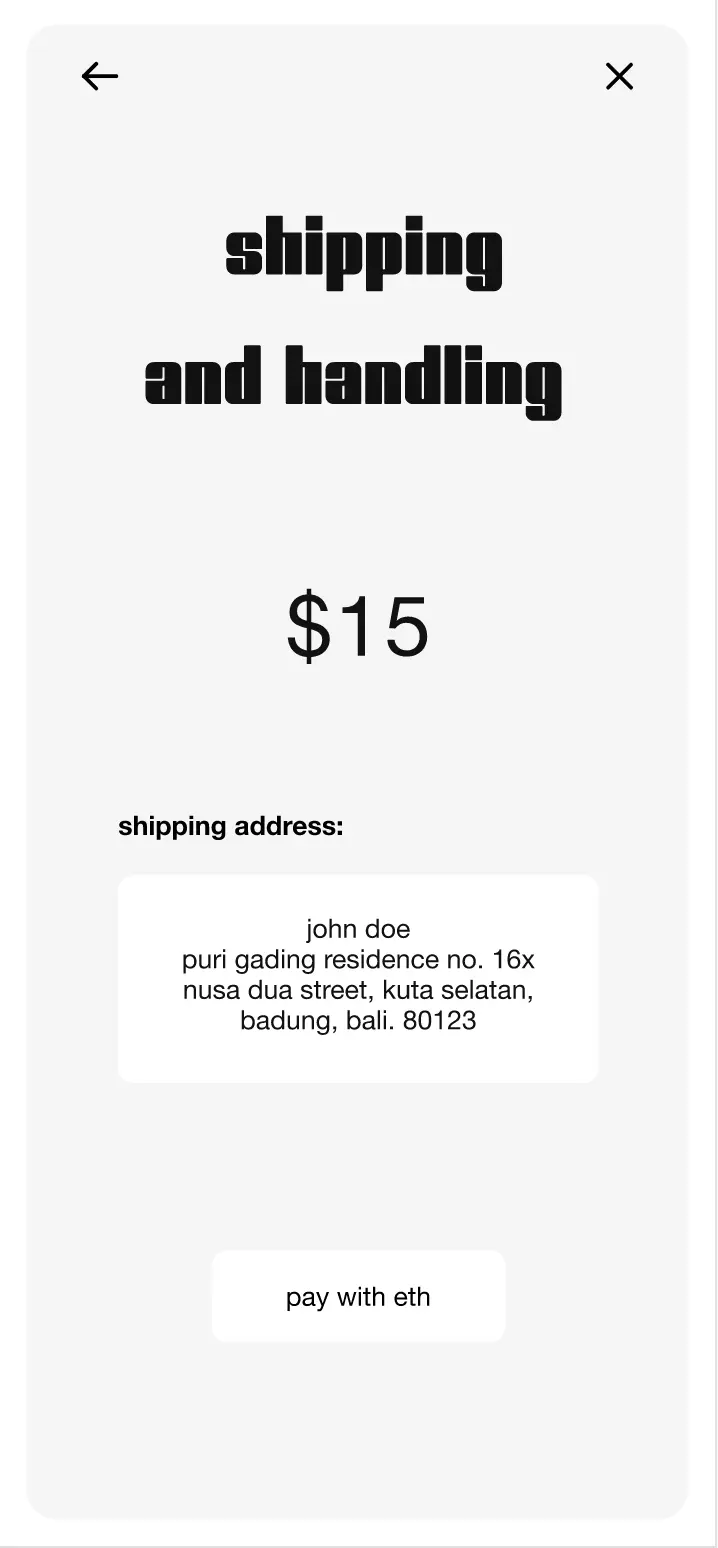 shipping
and handling
$15
shipping address:
john doe
puri gading residence no. 16x
nusa dua street, kuta selatan,
badung, bali. 80123
pay with eth